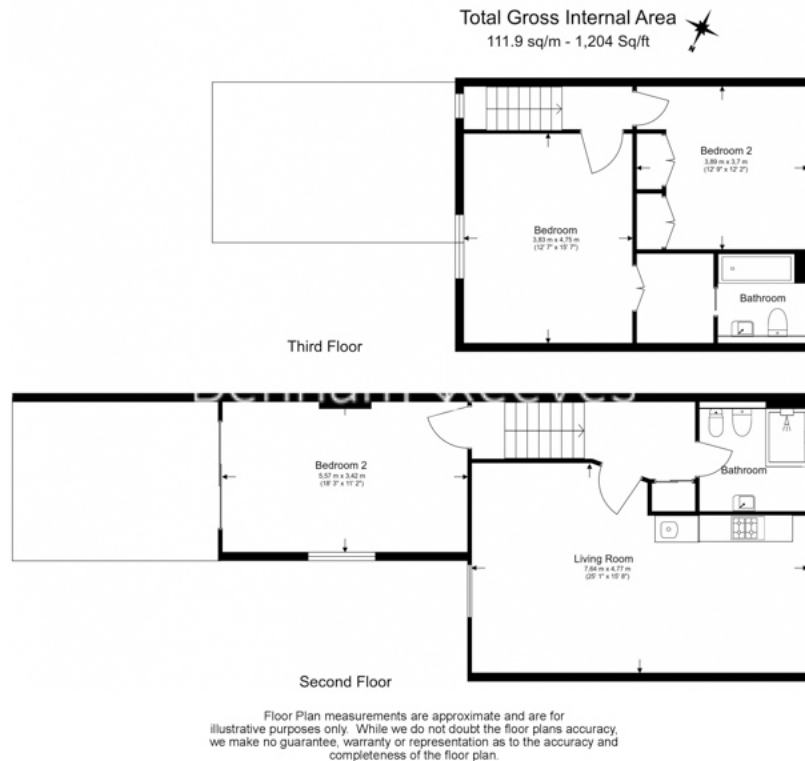 Total Gross Internal Area
111.9 sq/m - 1,204 Sq/ft
Bedroom 2
3,89 m x 3,7 m
(12' 9" x 12' 2")
Bedroom
3,83 m x 4,75 m
(12' 7" x 15' 7")
Bathroom
Third Floor
Bedroom 2
5,57 m x 3,42 m
(18' 3" x 11' 2")
Bathroom
Living Room
7,64 m x 4,77 m
(25' 1" x 15' 8")
Second Floor
Floor Plan measurements are approximate and are for
illustrative purposes only. While we do not doubt the floor plans accuracy,
we make no guarantee, warranty or representation as to the accuracy and
completeness of the floor plan.